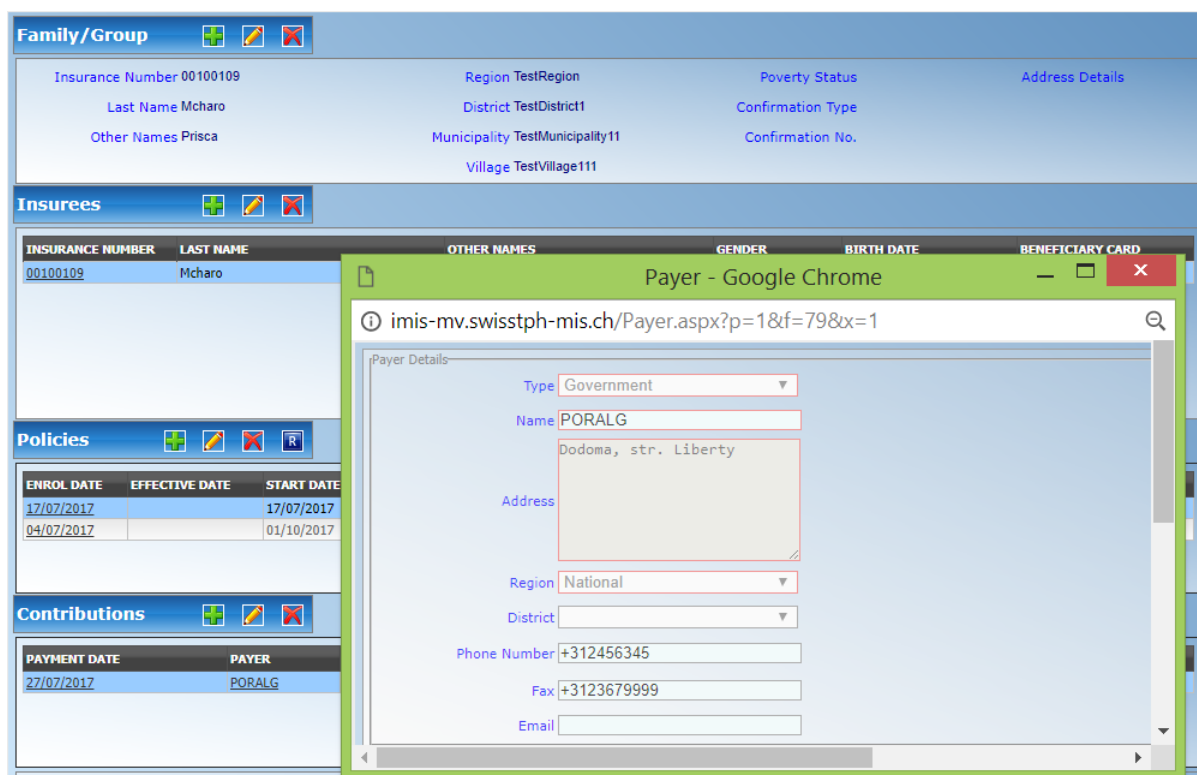 Family/Group
Insurance Number 00100109 Region TestRegion Poverty Status Address Details
Last Name Mcharo District TestDistrict1 Confirmation Type
Other Names Prisca Municipality TestMunicipality11 Confirmation No.
Village TestVillage111
Insurees
INSURANCE NUMBER LAST NAME OTHER NAMES GENDER BIRTH DATE BENEFICIARY CARD
00100109 Mcharo
Payer - Google Chrome
imis-mv.swisstph-mis.ch/Payer.aspx?p=1&f=79&x=1
Payer Details
Type Government
Name PORALG
Address Dodoma, str. Liberty
Region National
District
Phone Number +312456345
Fax +3123679999
Email
Policies R
ENROL DATE EFFECTIVE DATE START DATE
17/07/2017 17/07/2017
04/07/2017 01/10/2017
Contributions
PAYMENT DATE PAYER
27/07/2017 PORALG